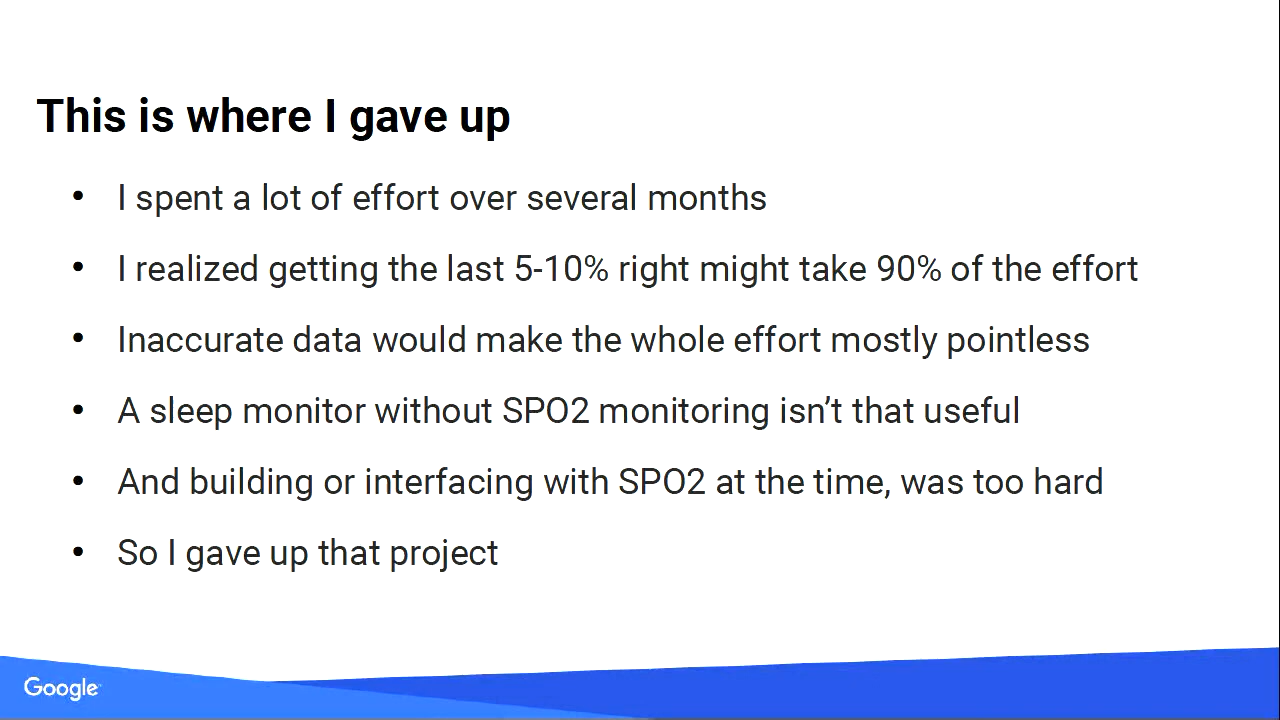 This is where I gave up
• I spent a lot of effort over several months
• I realized getting the last 5-10% right might take 90% of the effort
• Inaccurate data would make the whole effort mostly pointless
• A sleep monitor without SPO2 monitoring isn’t that useful
• And building or interfacing with SPO2 at the time, was too hard
• So I gave up that project
Google